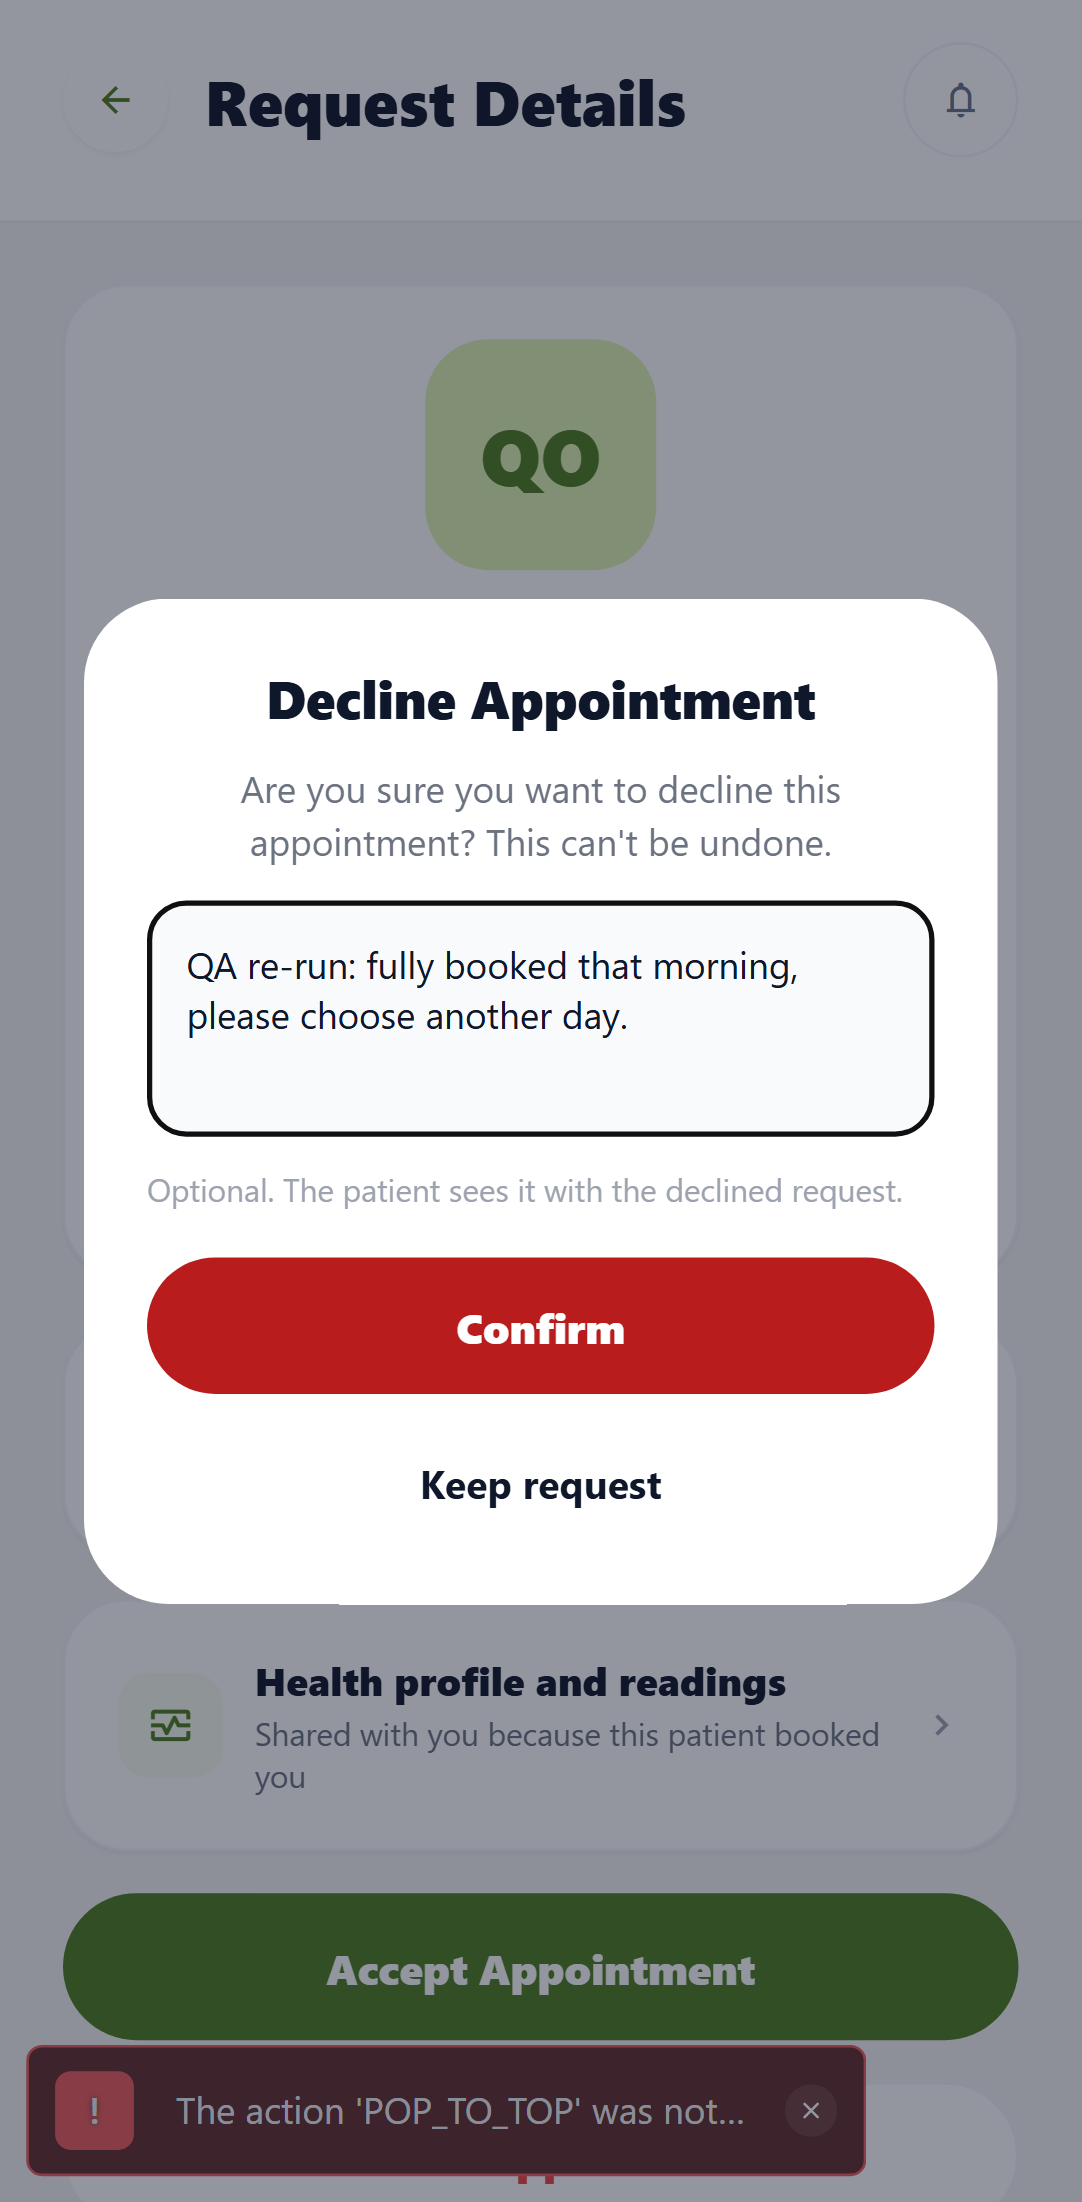 Request Details
QO
Decline Appointment
Are you sure you want to decline this
appointment? This can't be undone.
QA re-run: fully booked that morning,
please choose another day.
Optional. The patient sees it with the declined request.
Confirm
Keep request
Health profile and readings
Shared with you because this patient booked
you
Accept Appointment
! The action 'POP_TO_TOP' was not...